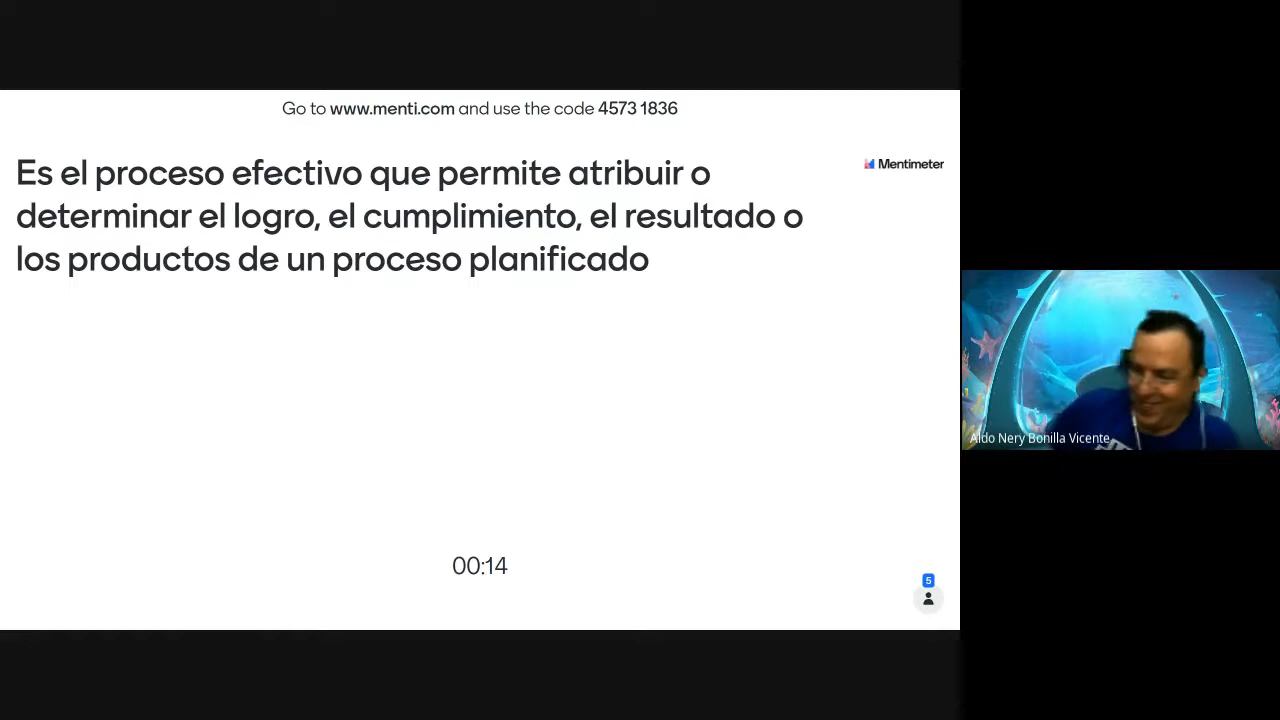 Go to www.menti.com and use the code 4573 1836
Mentimeter
Es el proceso efectivo que permite atribuir o
determinar el logro, el cumplimiento, el resultado o
los productos de un proceso planificado
Aldo Nery Bonilla Vicente
00:14
5